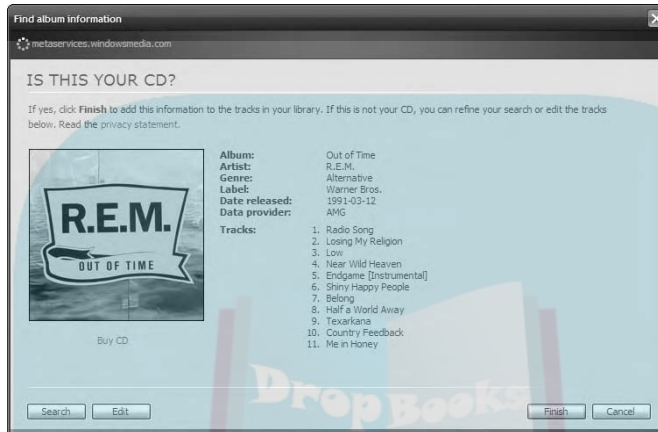 Find album information
metaservices.windowsmedia.com
IS THIS YOUR CD?
If yes, click Finish to add this information to the tracks in your library. If this is not your CD, you can refine your search or edit the tracks
below. Read the privacy statement.
R.E.M.
OUT OF TIME
Buy CD
Album: Out of Time
Artist: R.E.M.
Genre: Alternative
Label: Warner Bros.
Date released: 1991-03-12
Data provider: AMG
Tracks: 1. Radio Song
2. Losing My Religion
3. Low
4. Near Wild Heaven
5. Endgame [Instrumental]
6. Shiny Happy People
7. Belong
8. Half a World Away
9. Texarkana
10. Country Feedback
11. Me in Honey
DropBooks
Search Edit Finish Cancel